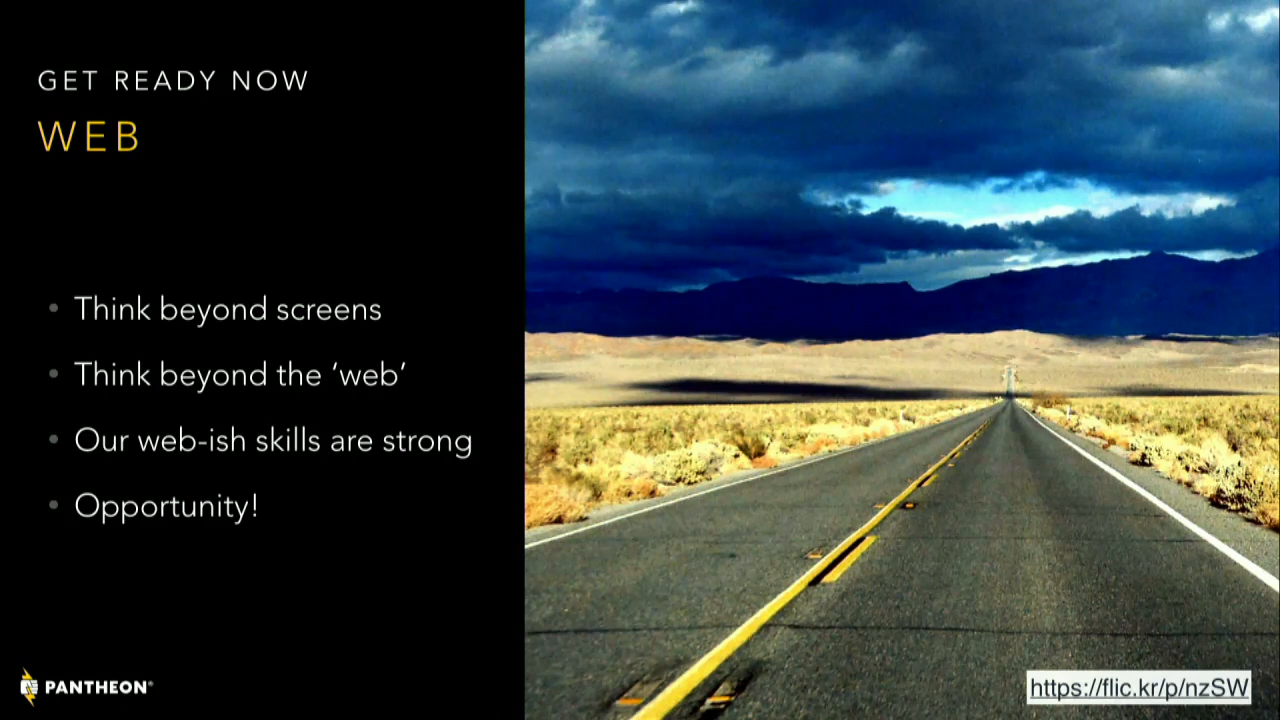 GET READY NOW
WEB
Think beyond screens
Think beyond the ‘web’
Our web-ish skills are strong
Opportunity!
PANTHEON®
https://flic.kr/p/nzSW